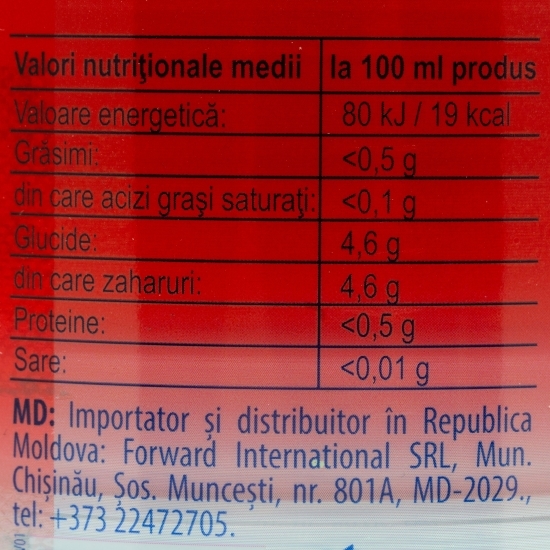 Valori nutriţionale medii la 100 ml produs
Valoare energetică: 80 kJ / 19 kcal
Grăsimi: <0,5 g
din care acizi graşi saturaţi: <0,1 g
Glucide: 4,6 g
din care zaharuri: 4,6 g
Proteine: <0,5 g
Sare: <0,01 g
MD: Importator și distribuitor în Republica
Moldova: Forward International SRL, Mun.
Chișinău, Șos. Muncești, nr. 801A, MD-2029.,
tel: +373 22472705.